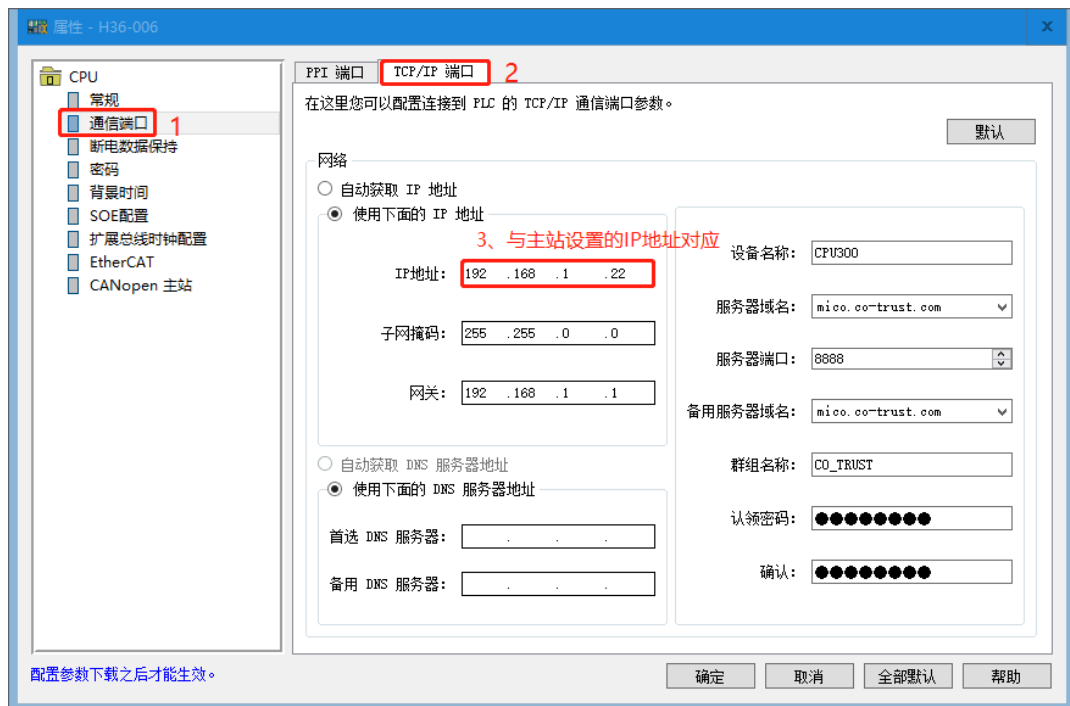 属性 - H36-006
CPU
常规
通信端口 1
断电数据保持
密码
背景时间
SOE配置
扩展总线时钟配置
EtherCAT
CANopen 主站
PPI 端口 TCP/IP 端口 2
在这里您可以配置连接到 PLC 的 TCP/IP 通信端口参数。
默认
网络
自动获取 IP 地址
使用下面的 IP 地址
3、与主站设置的IP地址对应
IP地址: 192 .168 .1 .22
子网掩码: 255 .255 .0 .0
网关: 192 .168 .1 .1
自动获取 DNS 服务器地址
使用下面的 DNS 服务器地址
首选 DNS 服务器: . . .
备用 DNS 服务器: . . .
设备名称: CPU300
服务器域名: mico.co-trust.com
服务器端口: 8888
备用服务器域名: mico.co-trust.com
群组名称: CO_TRUST
认领密码: ●●●●●●●●
确认: ●●●●●●●●
配置参数下载之后才能生效。
确定 取消 全部默认 帮助